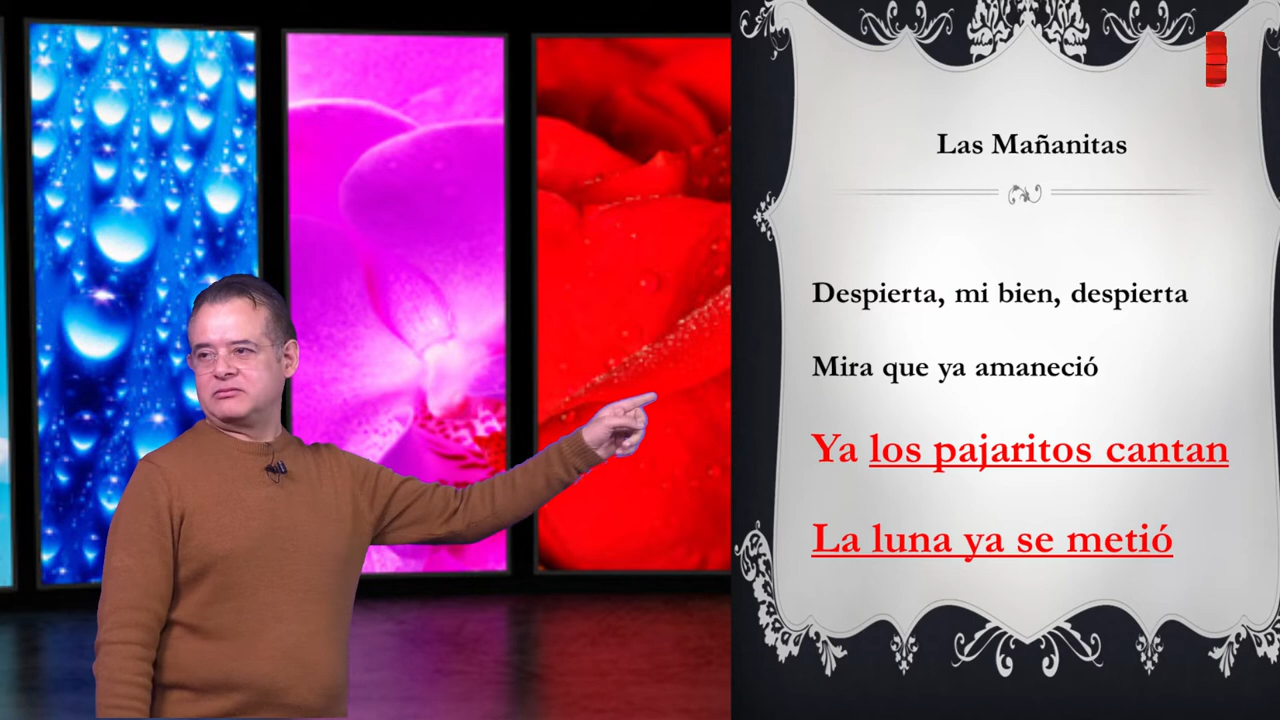 Las Mañanitas
Despierta, mi bien, despierta
Mira que ya amaneció
Ya los pajaritos cantan
La luna ya se metió